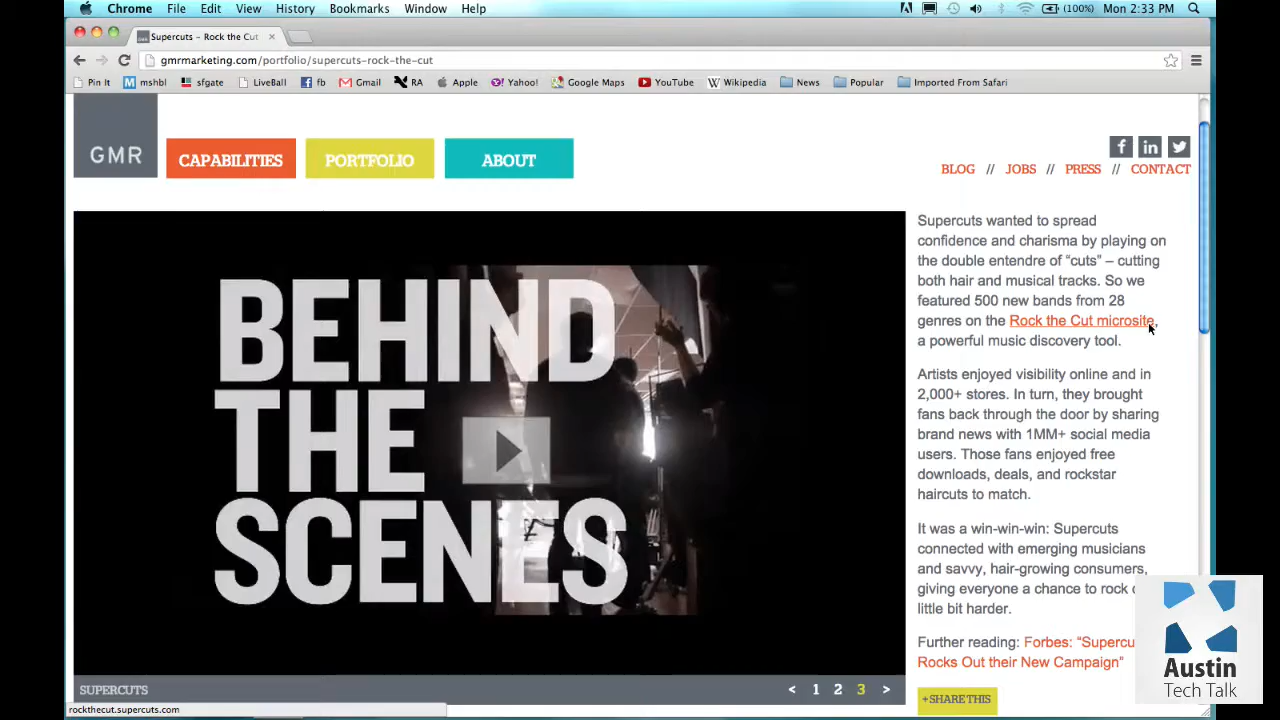 Chrome File Edit View History Bookmarks Window Help (100%) Mon 2:33 PM
Supercuts – Rock the Cut
gmrmarketing.com/portfolio/supercuts-rock-the-cut
Pin It mshbl sfgate LiveBall fb Gmail RA Apple Yahoo! Google Maps YouTube Wikipedia News Popular Imported From Safari
GMR CAPABILITIES PORTFOLIO ABOUT
BLOG // JOBS // PRESS // CONTACT
BEHIND
THE
SCENES
SUPERCUTS < 1 2 3 >
Supercuts wanted to spread
confidence and charisma by playing on
the double entendre of “cuts” – cutting
both hair and musical tracks. So we
featured 500 new bands from 28
genres on the Rock the Cut microsite,
a powerful music discovery tool.
Artists enjoyed visibility online and in
2,000+ stores. In turn, they brought
fans back through the door by sharing
brand news with 1MM+ social media
users. Those fans enjoyed free
downloads, deals, and rockstar
haircuts to match.
It was a win-win-win: Supercuts
connected with emerging musicians
and savvy, hair-growing consumers,
giving everyone a chance to rock
little bit harder.
Further reading: Forbes: “Supercu
Rocks Out their New Campaign”
+ SHARE THIS
rockthecut.supercuts.com
Austin
Tech Talk